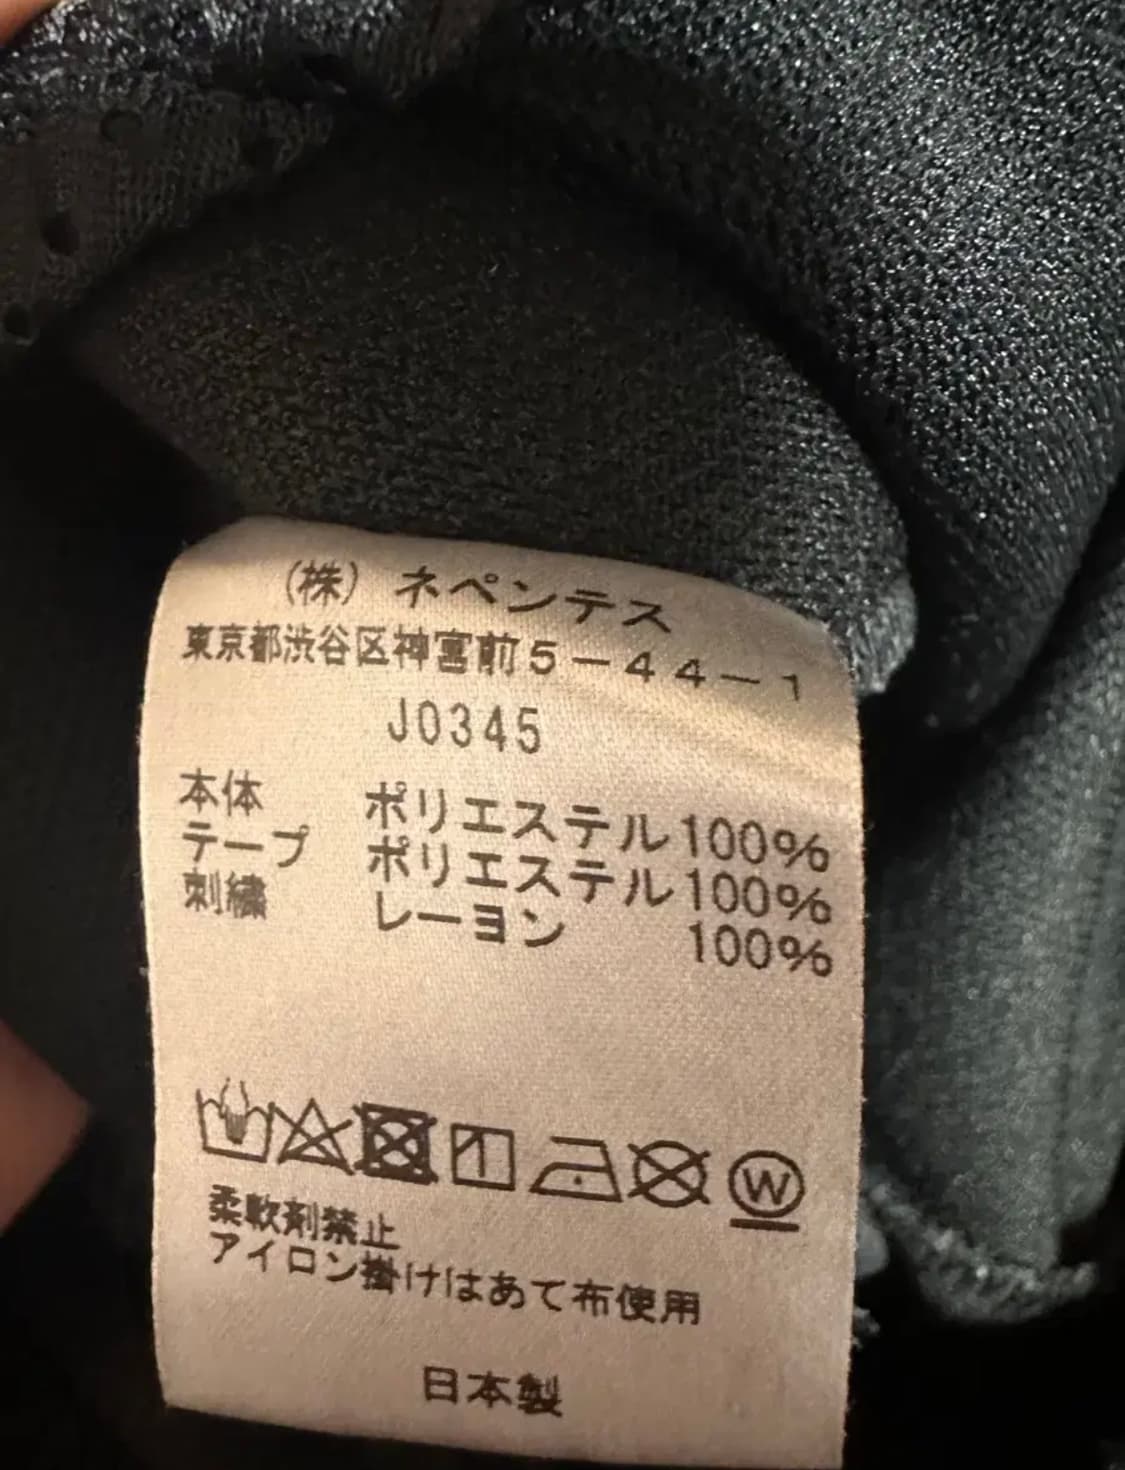 (株) ネペンテス
東京都渋谷区神宮前5-44-1
J0345
本体 ポリエステル100%
テープ ポリエステル100%
刺繍 レーヨン 100%
W
柔軟剤禁止
アイロン掛けはあて布使用
日本製